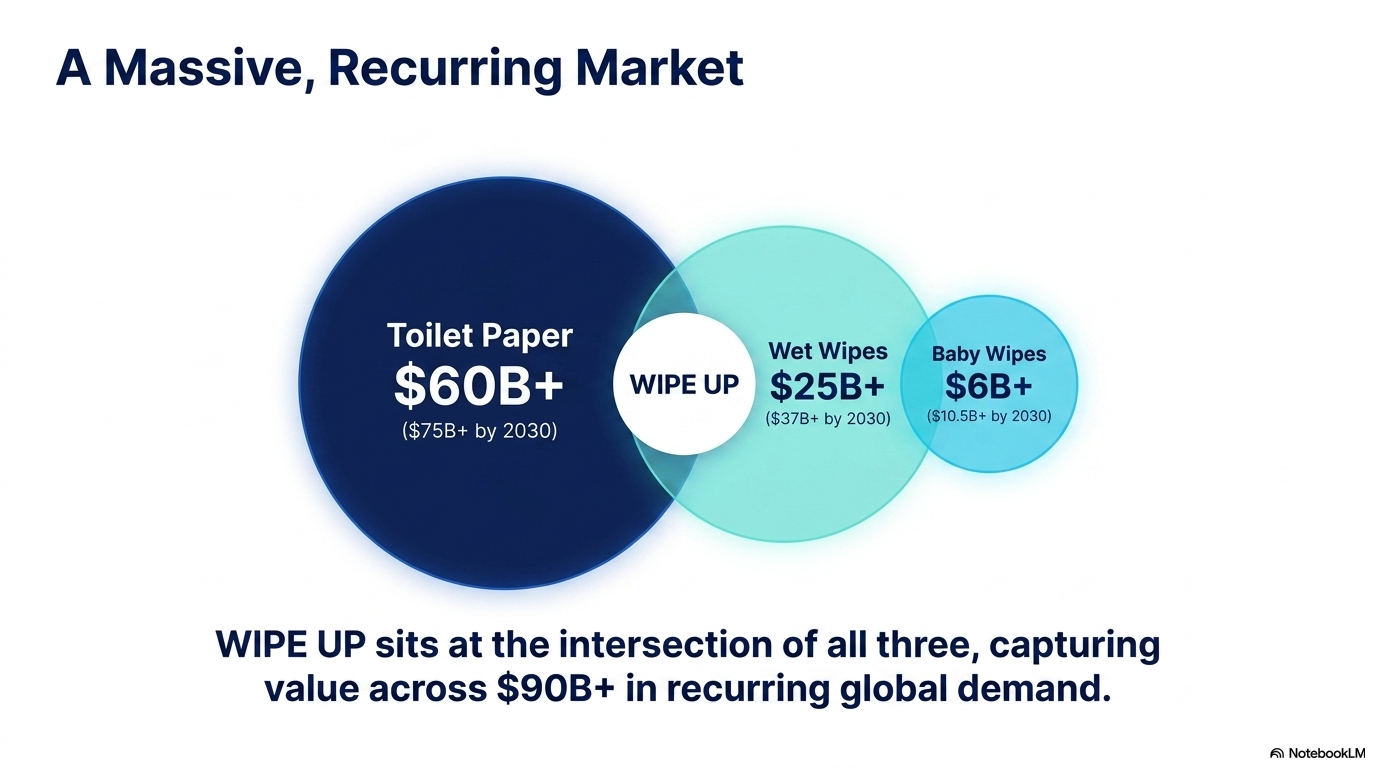 A Massive, Recurring Market
Toilet Paper
$60B+
($75B+ by 2030)
WIPE UP
Wet Wipes
$25B+
($37B+ by 2030)
Baby Wipes
$6B+
($10.5B+ by 2030)
WIPE UP sits at the intersection of all three, capturing
value across $90B+ in recurring global demand.
NotebookLM